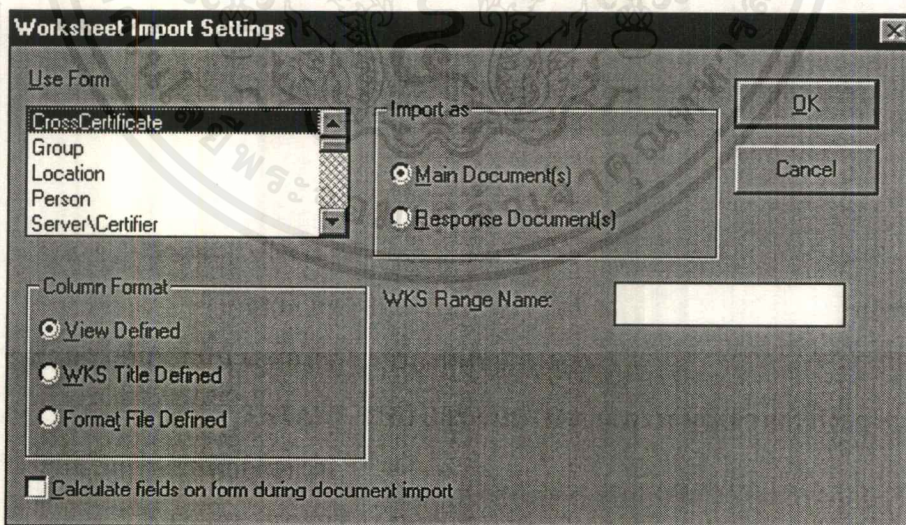 Worksheet Import Settings
Use Form
CrossCertificate
Group
Location
Person
Server\Certifier
Import as
Main Document(s)
Response Document(s)
OK
Cancel
Column Format
View Defined
WKS Title Defined
Format File Defined
WKS Range Name:
Calculate fields on form during document import